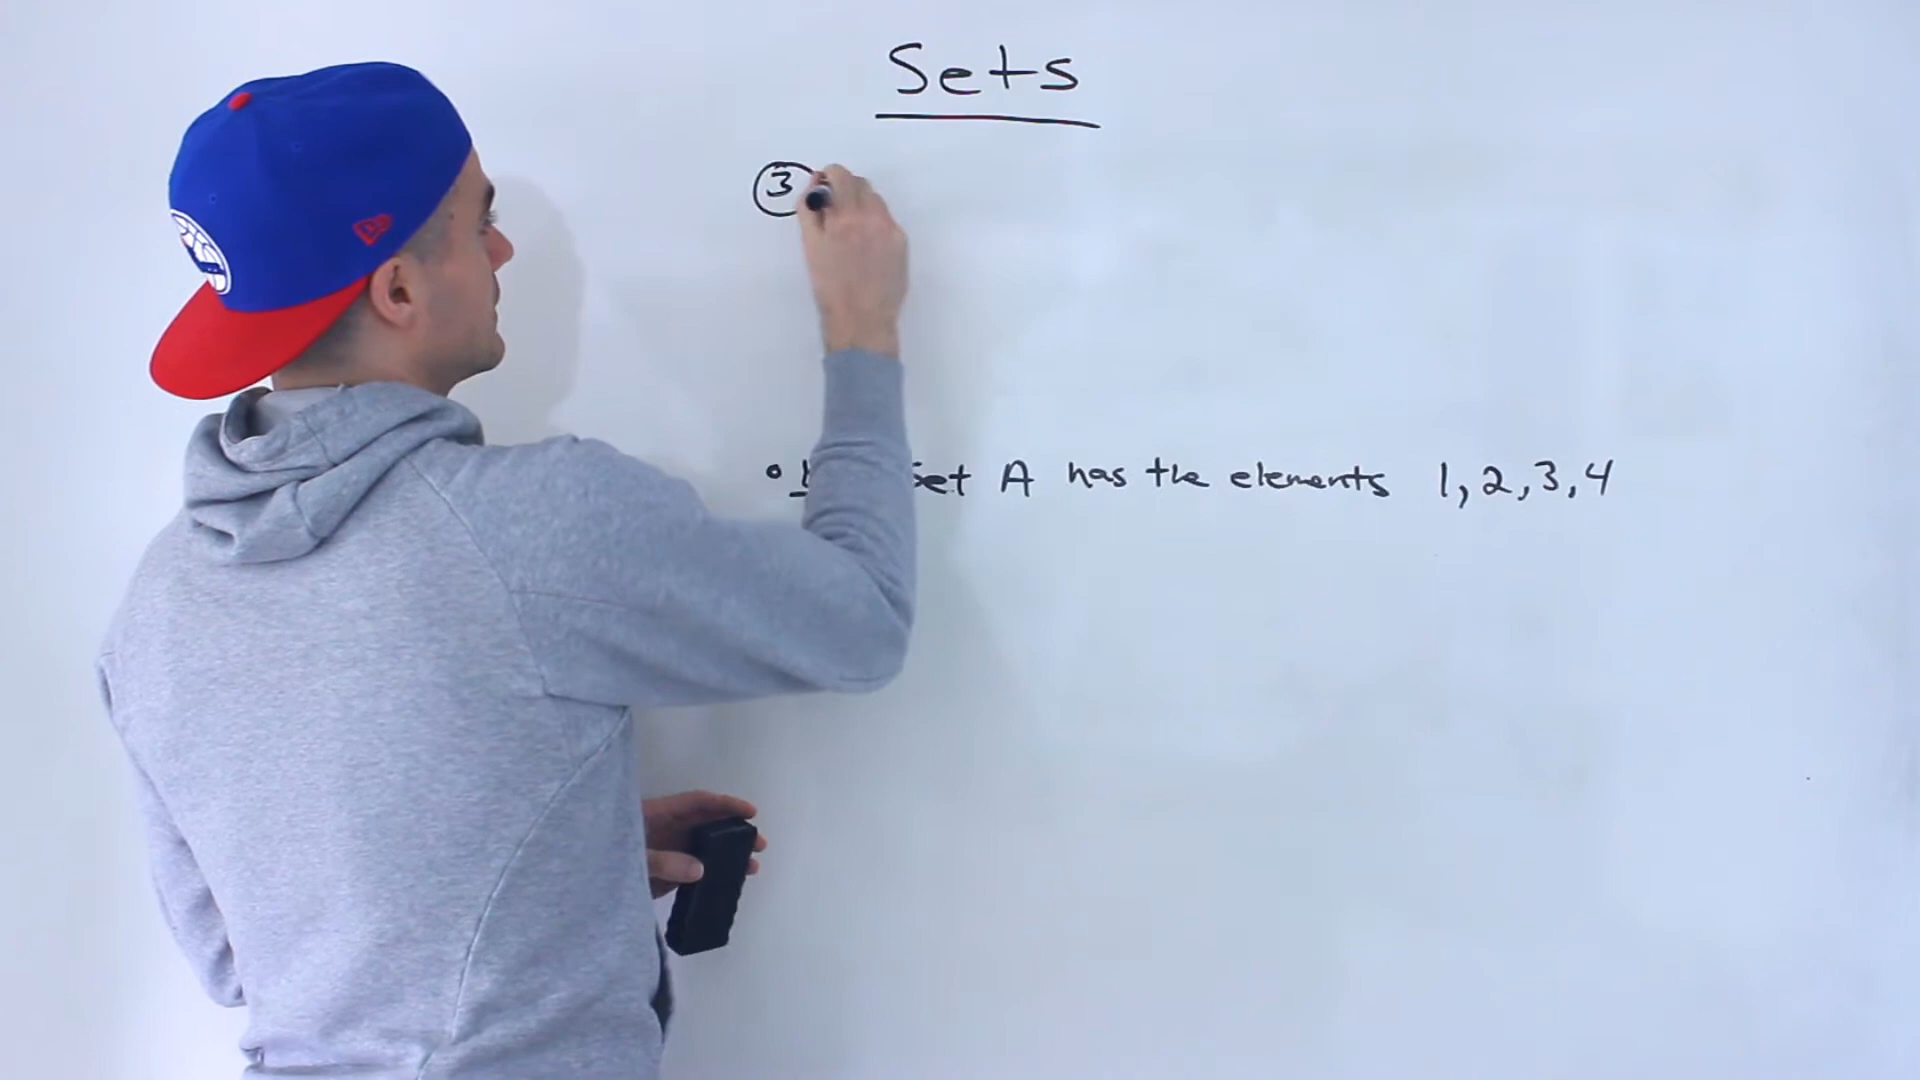 Sets
3
• Set A has the elements 1, 2, 3, 4